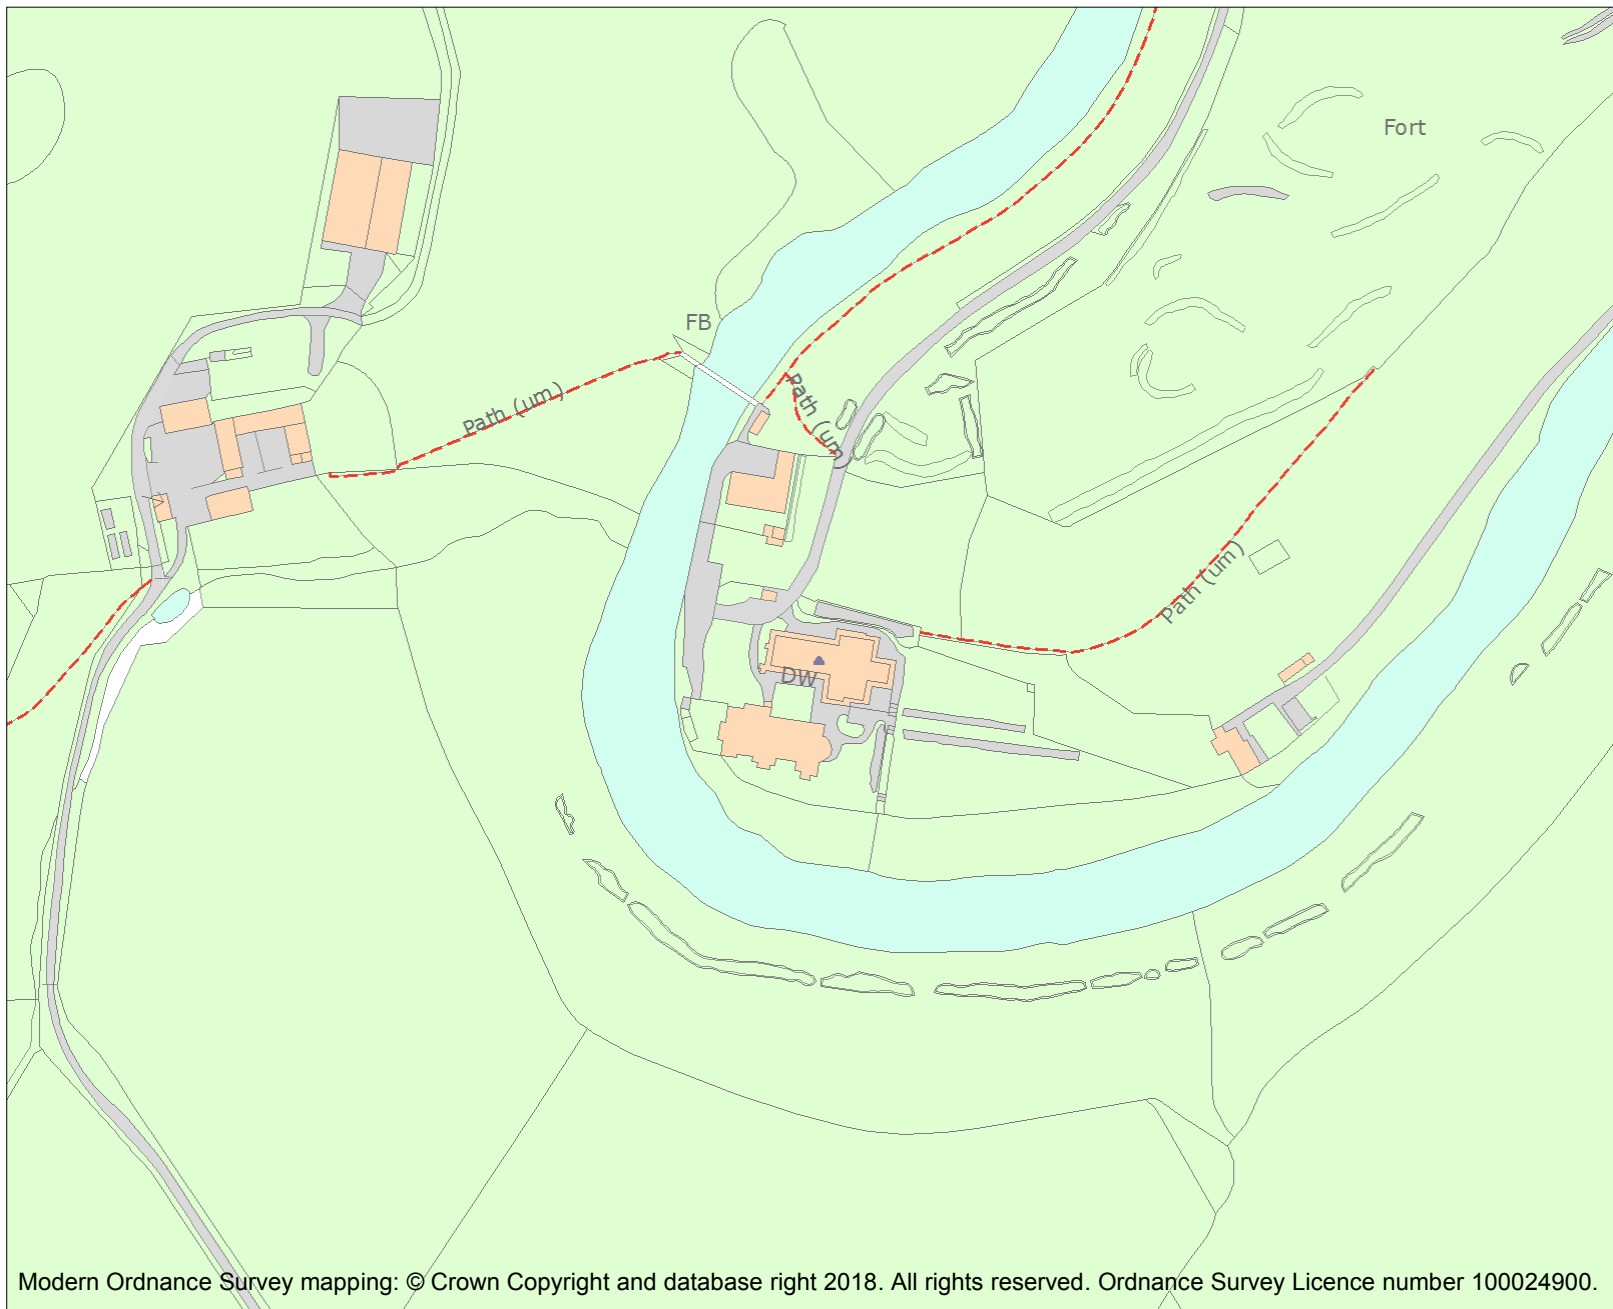 Fort
FB
Path (um)
Path (um)
Path (um)
DW
Modern Ordnance Survey mapping: © Crown Copyright and database right 2018. All rights reserved. Ordnance Survey Licence number 100024900.